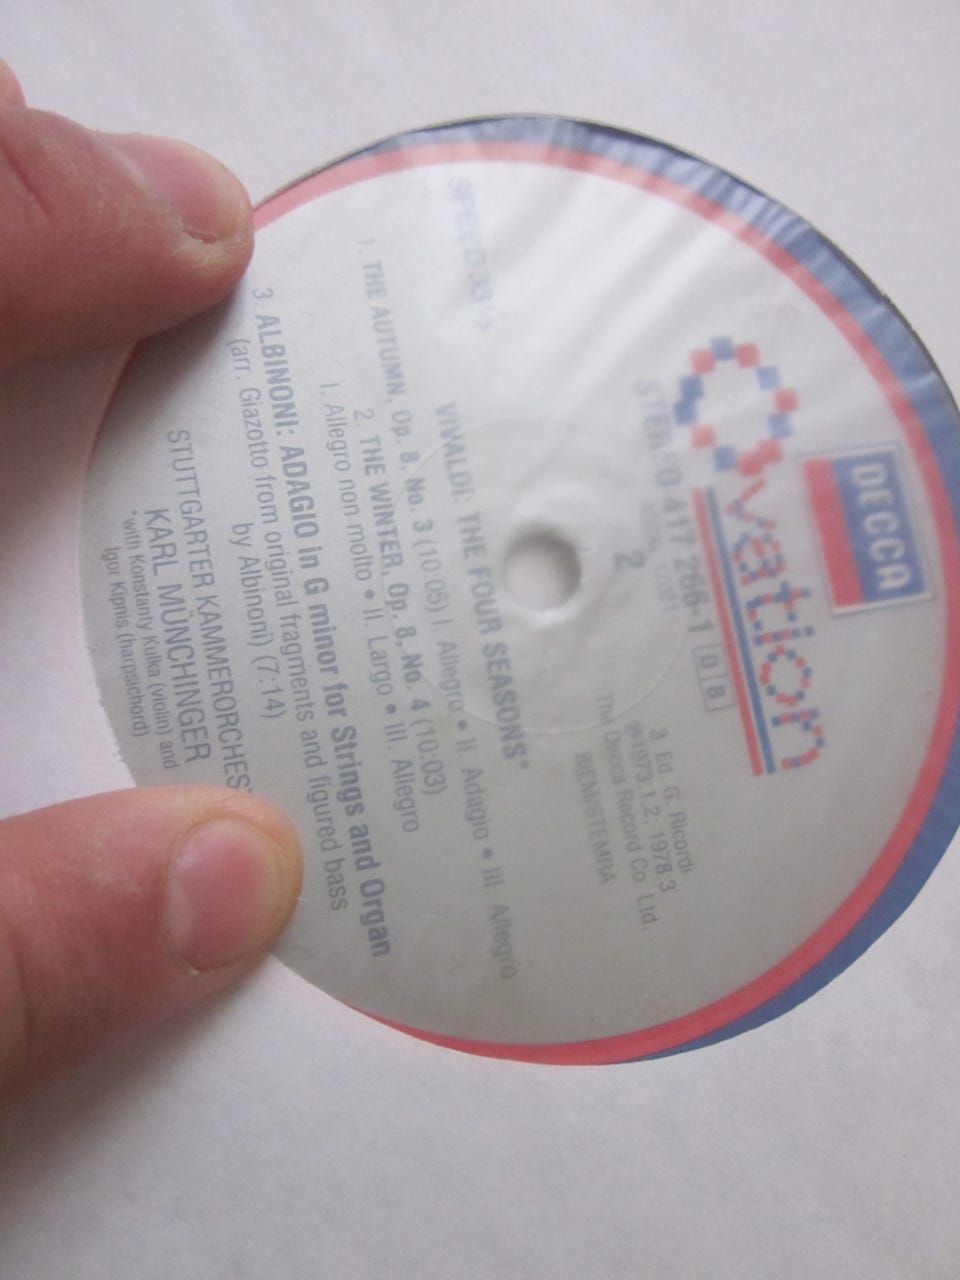 DECCA
Ovation
STEREO 417 266-1 DB
2
3. Ed. G. Ricordi
℗1973:1.2, 1978:3
The Decca Record Co. Ltd.
BIEM/STEMRA
SPEED 33⅓
VIVALDI: THE FOUR SEASONS*
1. THE AUTUMN, Op. 8, No. 3 (10:05) I. Allegro • II. Adagio • III. Allegro
2. THE WINTER, Op. 8, No. 4 (10:03)
I. Allegro non molto • II. Largo • III. Allegro
3. ALBINONI: ADAGIO in G minor for Strings and Organ
(arr. Giazotto from original fragments and figured bass
by Albinoni) (7:14)
STUTTGARTER KAMMERORCHES
KARL MÜNCHINGER
*with Konstanty Kulka (violin) and
Igor Kipnis (harpsichord)